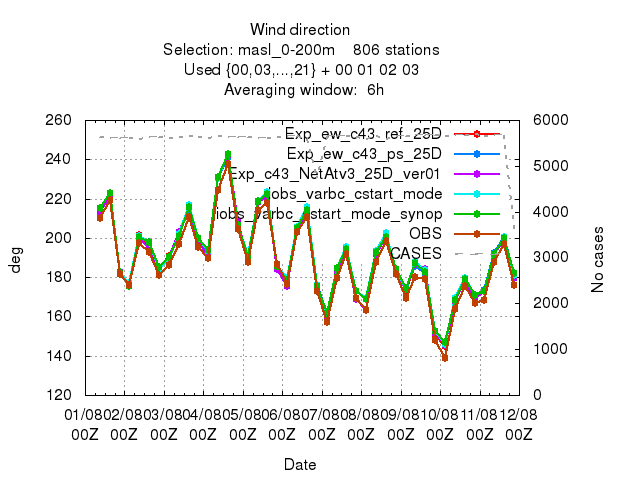 Wind direction
Selection: masl_0-200m    806 stations
Used {00,03,...,21} + 00 01 02 03
Averaging window:  6h
260
240
220
200
180
160
140
120
6000
5000
4000
3000
2000
1000
0
deg
No cases
Exp_ew_c43_ref_25D
Exp_ew_c43_ps_25D
Exp_c43_NetAtv3_25D_ver01
iobs_varbc_cstart_mode
iobs_varbc_cstart_mode_synop
OBS
CASES
01/08 02/08 03/08 04/08 05/08 06/08 07/08 08/08 09/08 10/08 11/08 12/08
00Z 00Z 00Z 00Z 00Z 00Z 00Z 00Z 00Z 00Z 00Z 00Z
Date